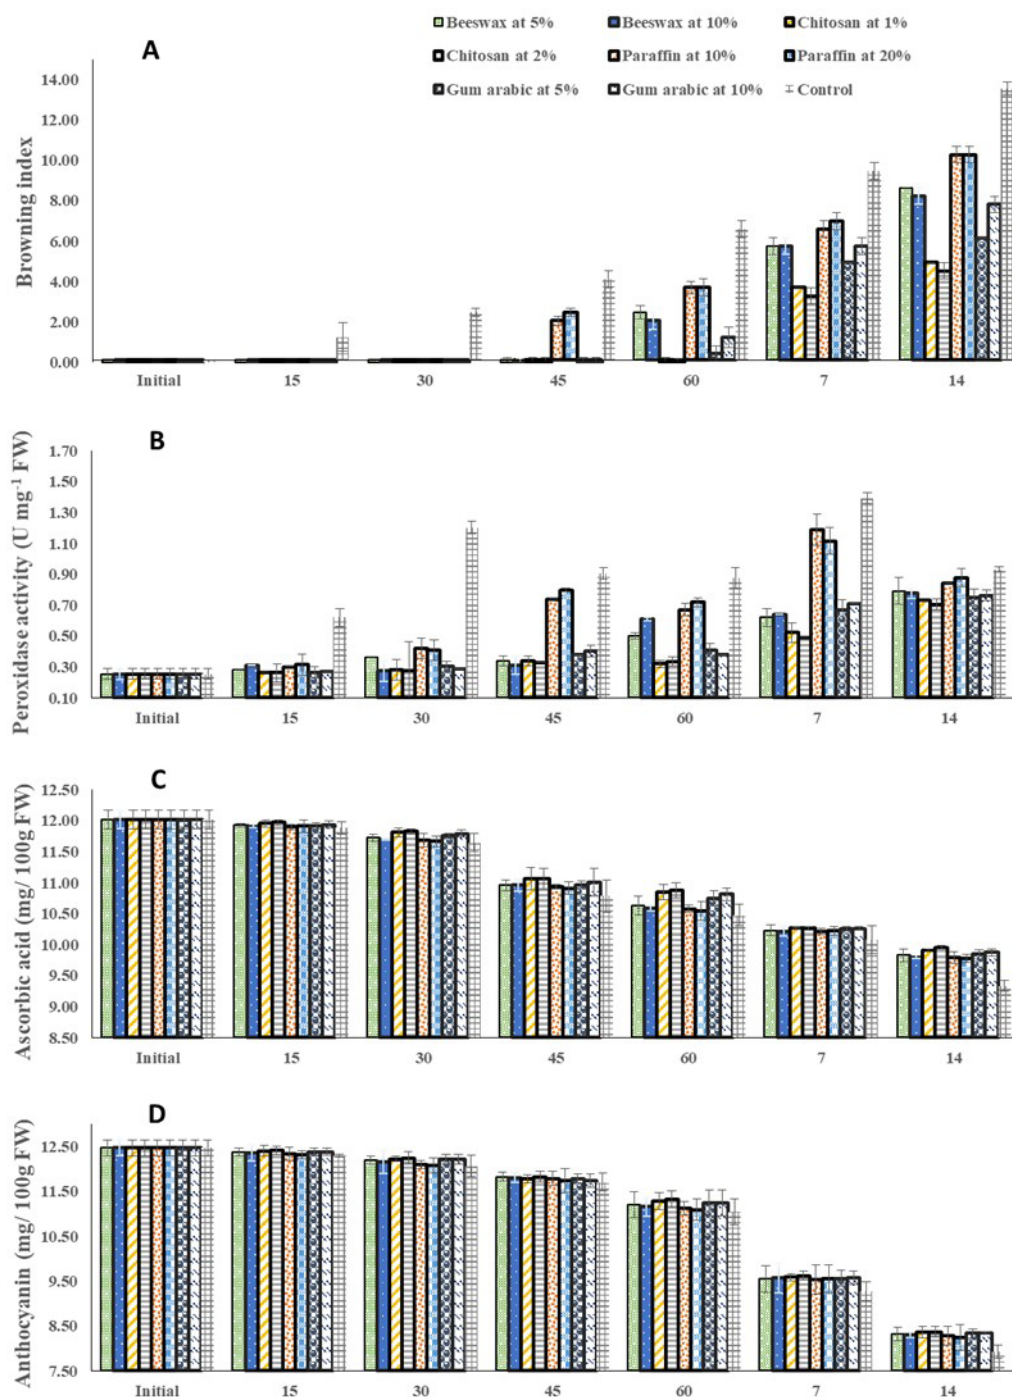 Beeswax at 5% Beeswax at 10% Chitosan at 1%
Chitosan at 2% Paraffin at 10% Paraffin at 20%
Gum arabic at 5% Gum arabic at 10% Control
A
Browning index
14.00
12.00
10.00
8.00
6.00
4.00
2.00
0.00
Initial 15 30 45 60 7 14
B
Peroxidase activity (U mg⁻¹ FW)
1.70
1.50
1.30
1.10
0.90
0.70
0.50
0.30
0.10
Initial 15 30 45 60 7 14
C
Ascorbic acid (mg/ 100g FW)
12.50
12.00
11.50
11.00
10.50
10.00
9.50
9.00
8.50
Initial 15 30 45 60 7 14
D
Anthocyanin (mg/ 100g FW)
12.50
11.50
10.50
9.50
8.50
7.50
Initial 15 30 45 60 7 14